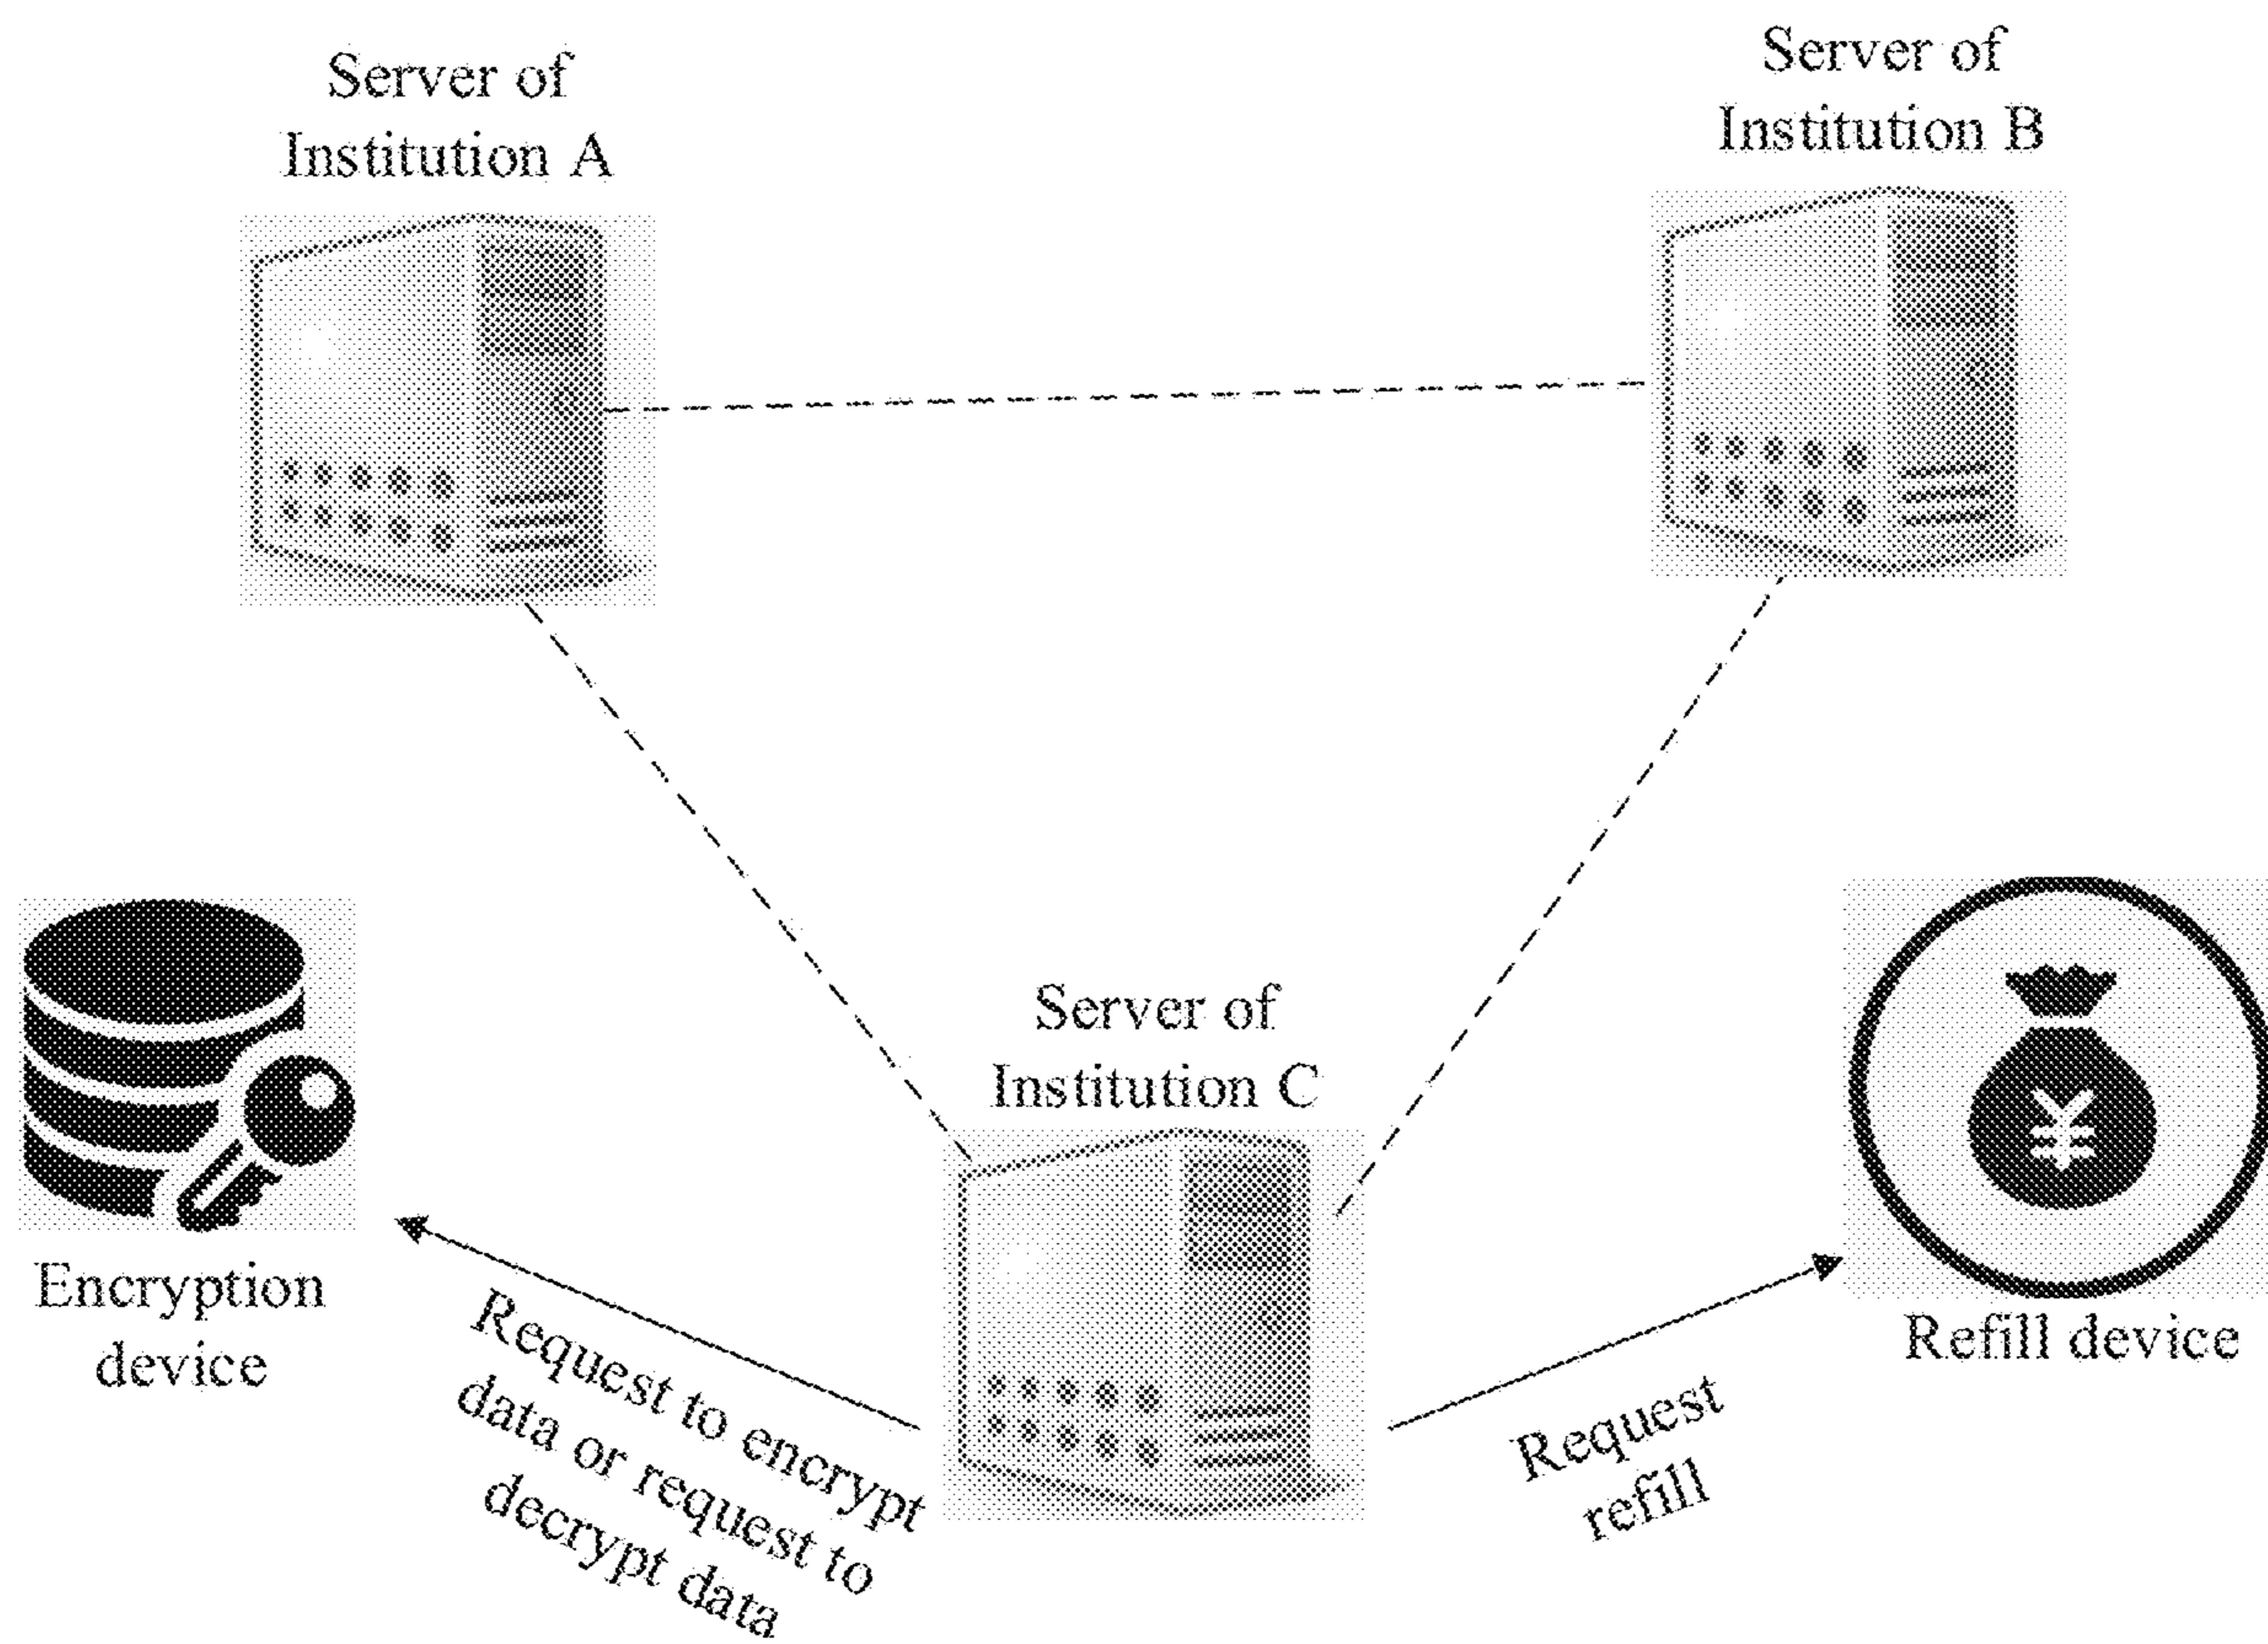 Server of
Institution A
Server of
Institution B
Server of
Institution C
Encryption
device
Request to encrypt
data or request to
decrypt data
¥
Refill device
Request
refill